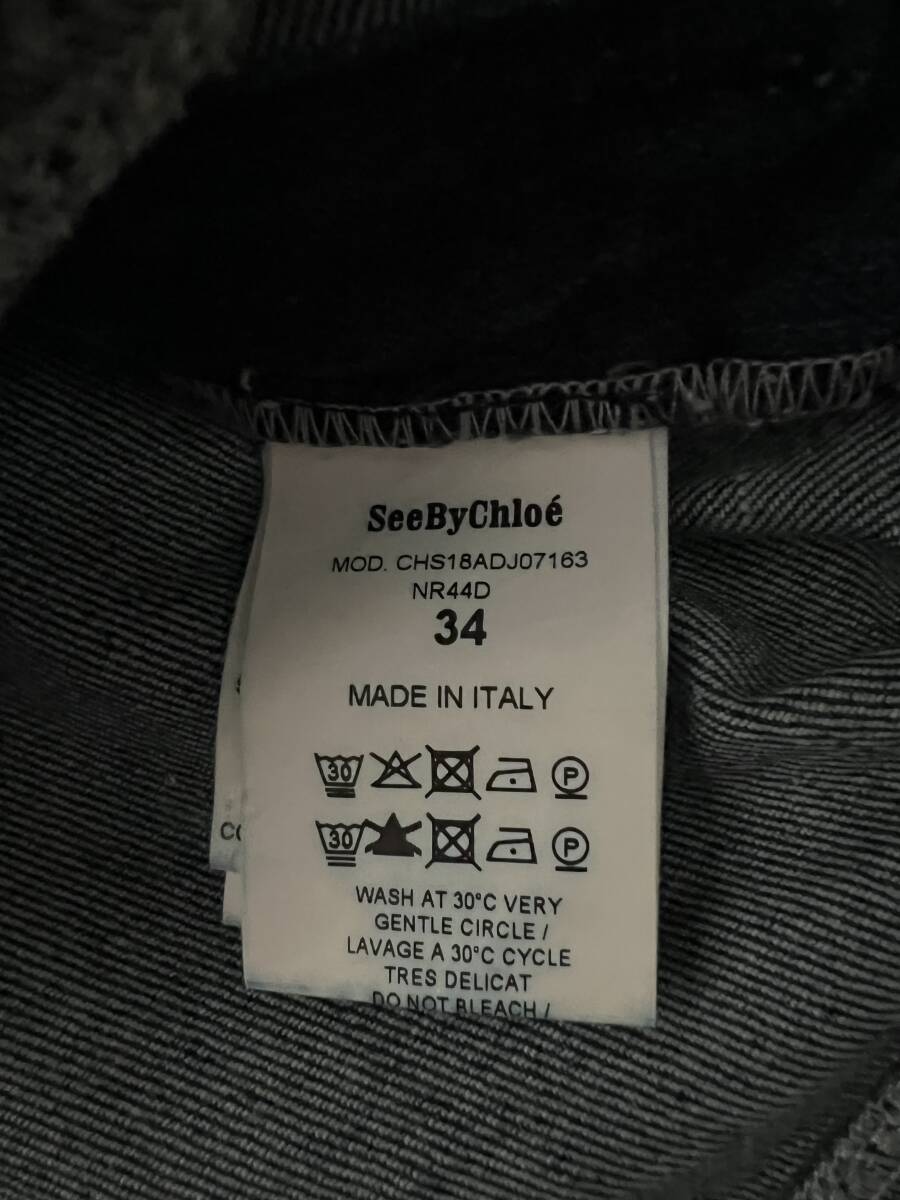 SeeByChloé
MOD. CHS18ADJ07163
NR44D
34
MADE IN ITALY
30 P
30 P
WASH AT 30°C VERY
GENTLE CIRCLE /
LAVAGE A 30°C CYCLE
TRES DELICAT
DO NOT BLEACH /